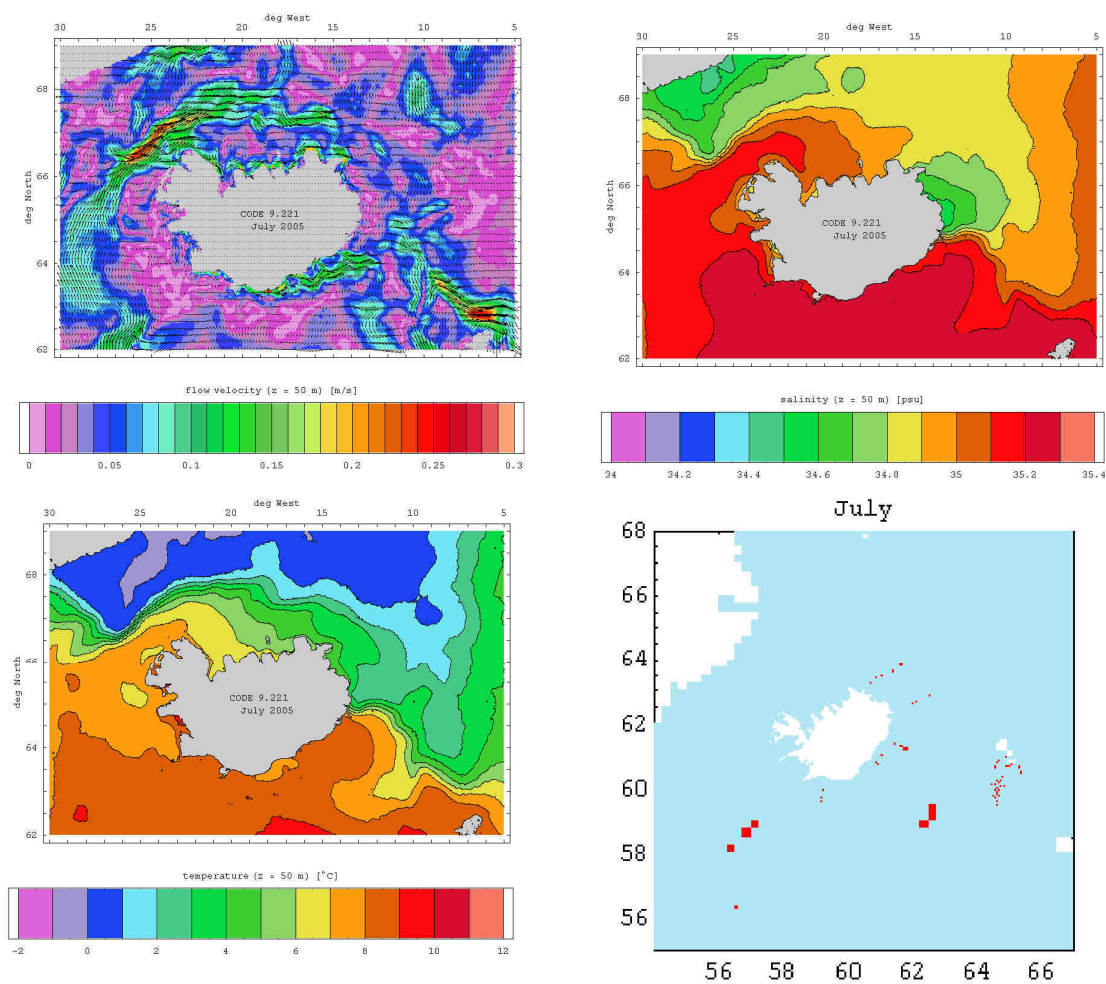 deg West
30 25 20 15 10 5
68
66
64
62
deg North
CODE 9.221
July 2005
flow velocity (z = 50 m) [m/s]
0 0.05 0.1 0.15 0.2 0.25 0.3
deg West
30 25 20 15 10 5
68
66
64
62
deg North
CODE 9.221
July 2005
salinity (z = 50 m) [psu]
34 34.2 34.4 34.6 34.8 35 35.2 35.4
deg West
30 25 20 15 10 5
68
66
64
62
deg North
CODE 9.221
July 2005
temperature (z = 50 m) [°C]
-2 0 2 4 6 8 10 12
July
68
66
64
62
60
58
56
56 58 60 62 64 66